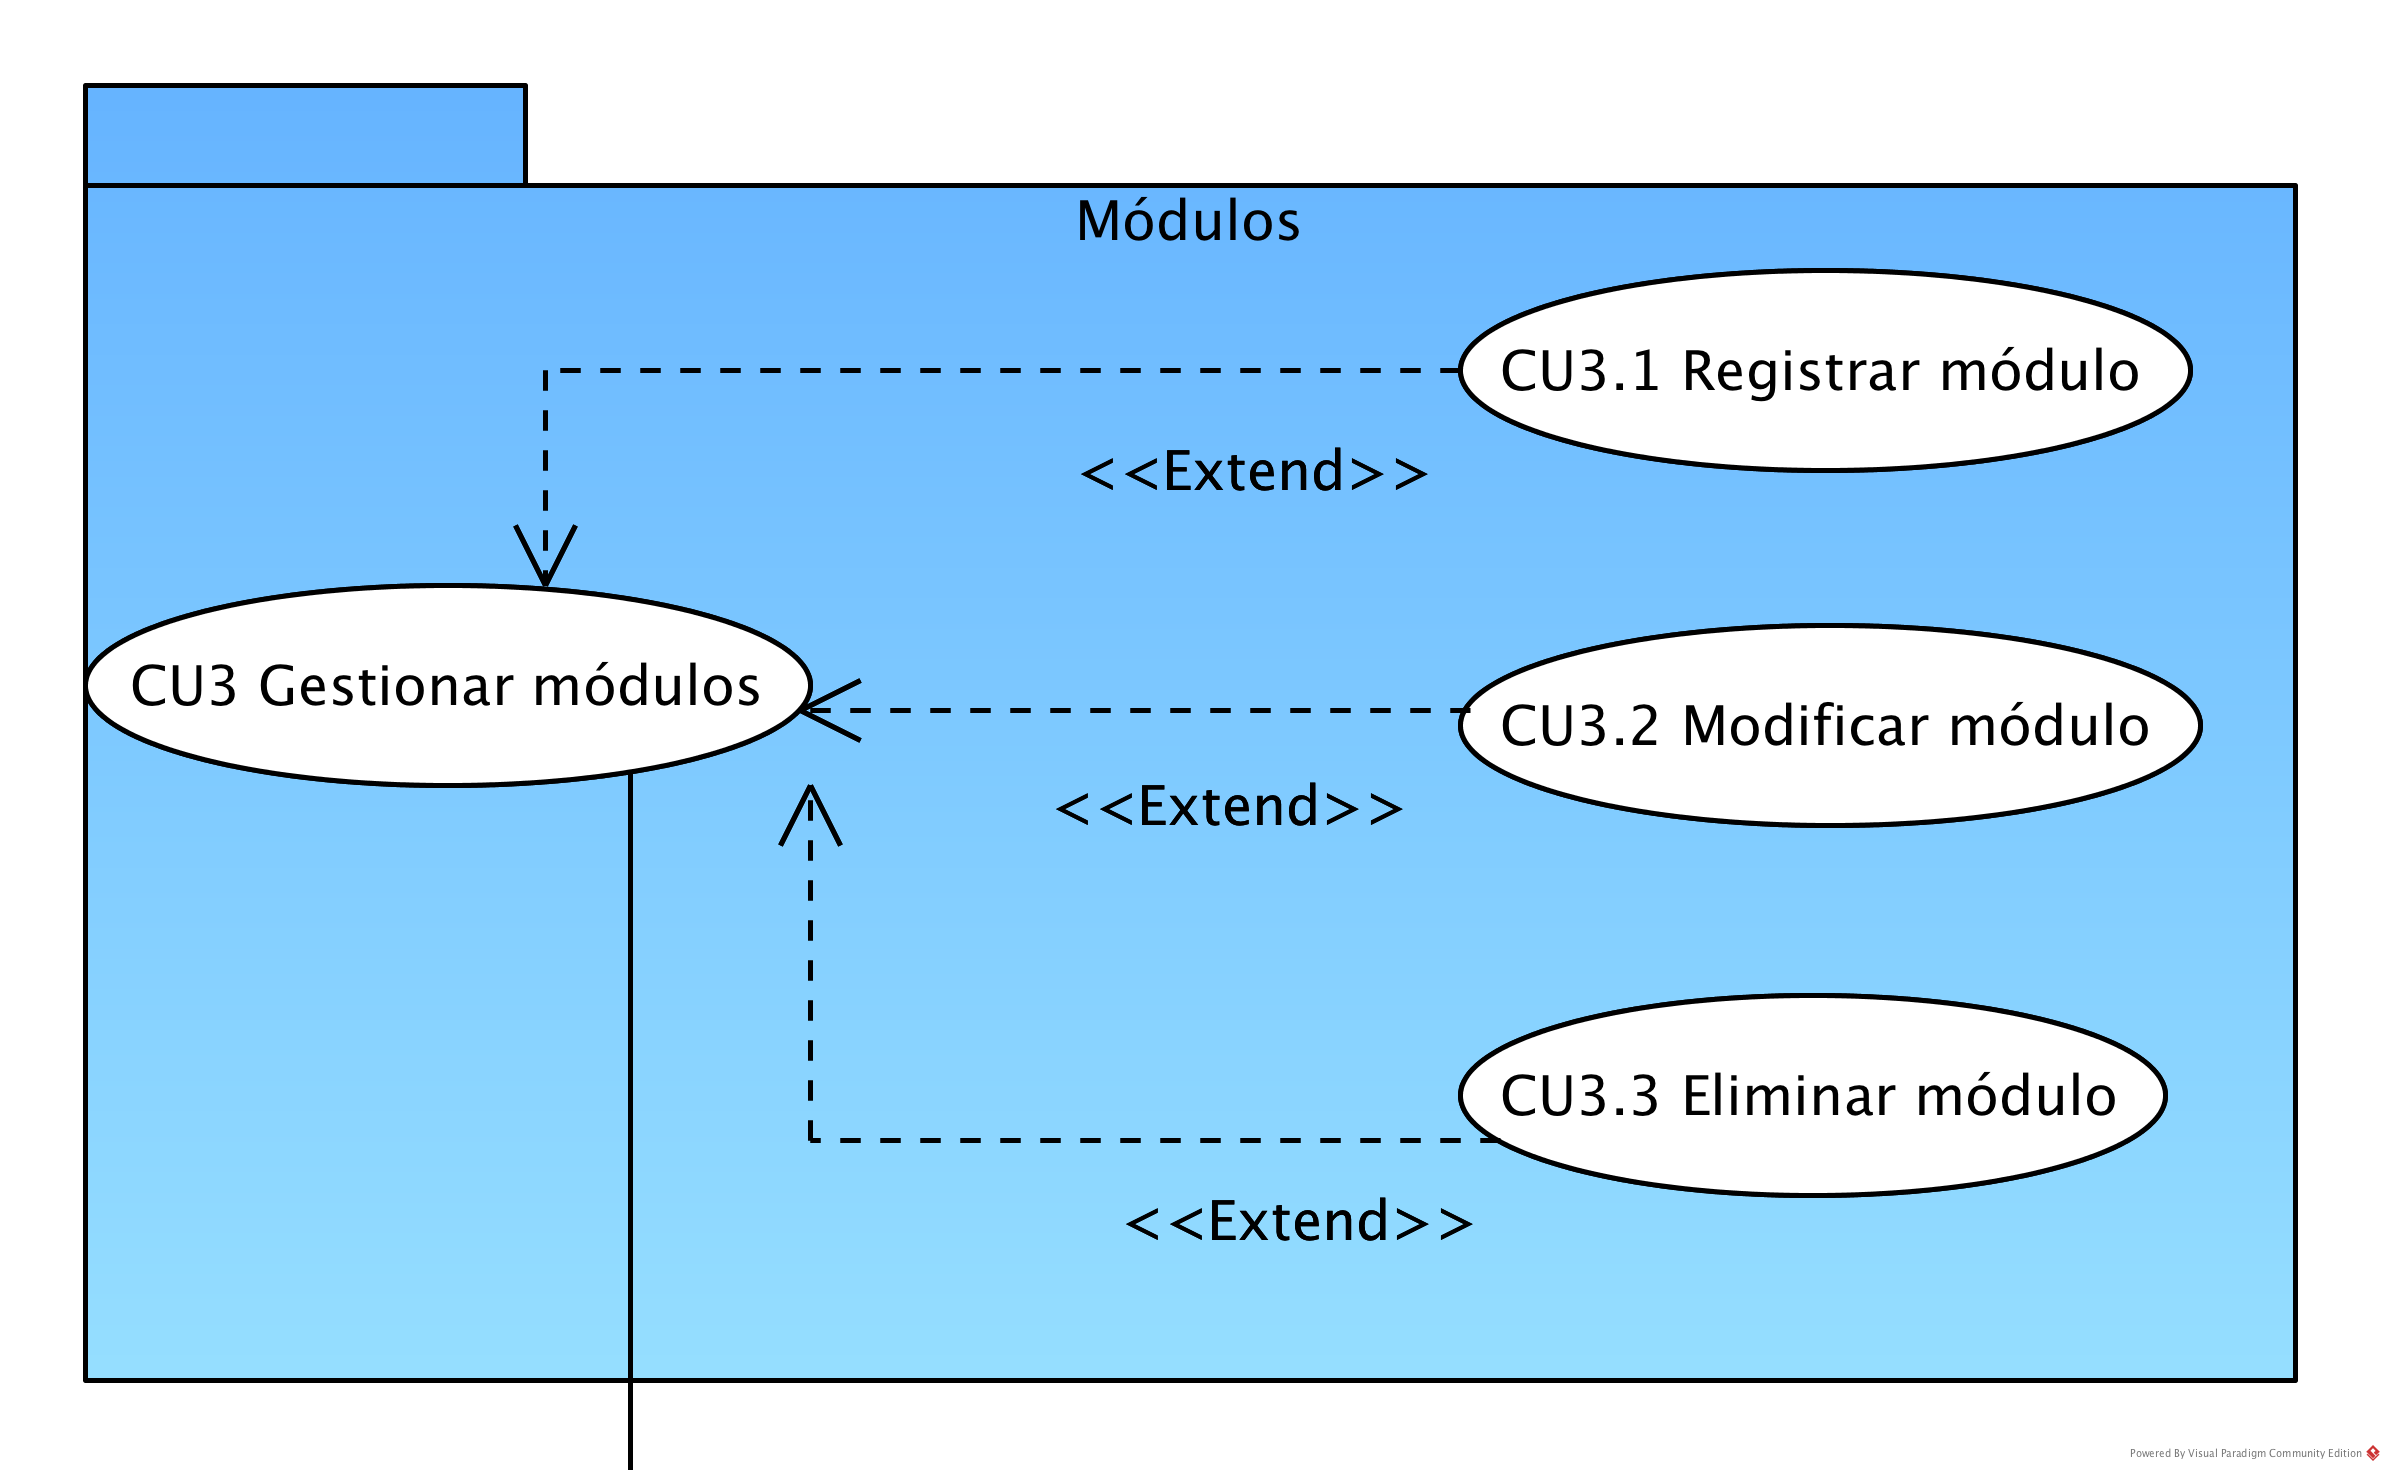 Módulos
CU3.1 Registrar módulo
<<Extend>>
CU3 Gestionar módulos
CU3.2 Modificar módulo
<<Extend>>
CU3.3 Eliminar módulo
<<Extend>>
Powered By Visual Paradigm Community Edition